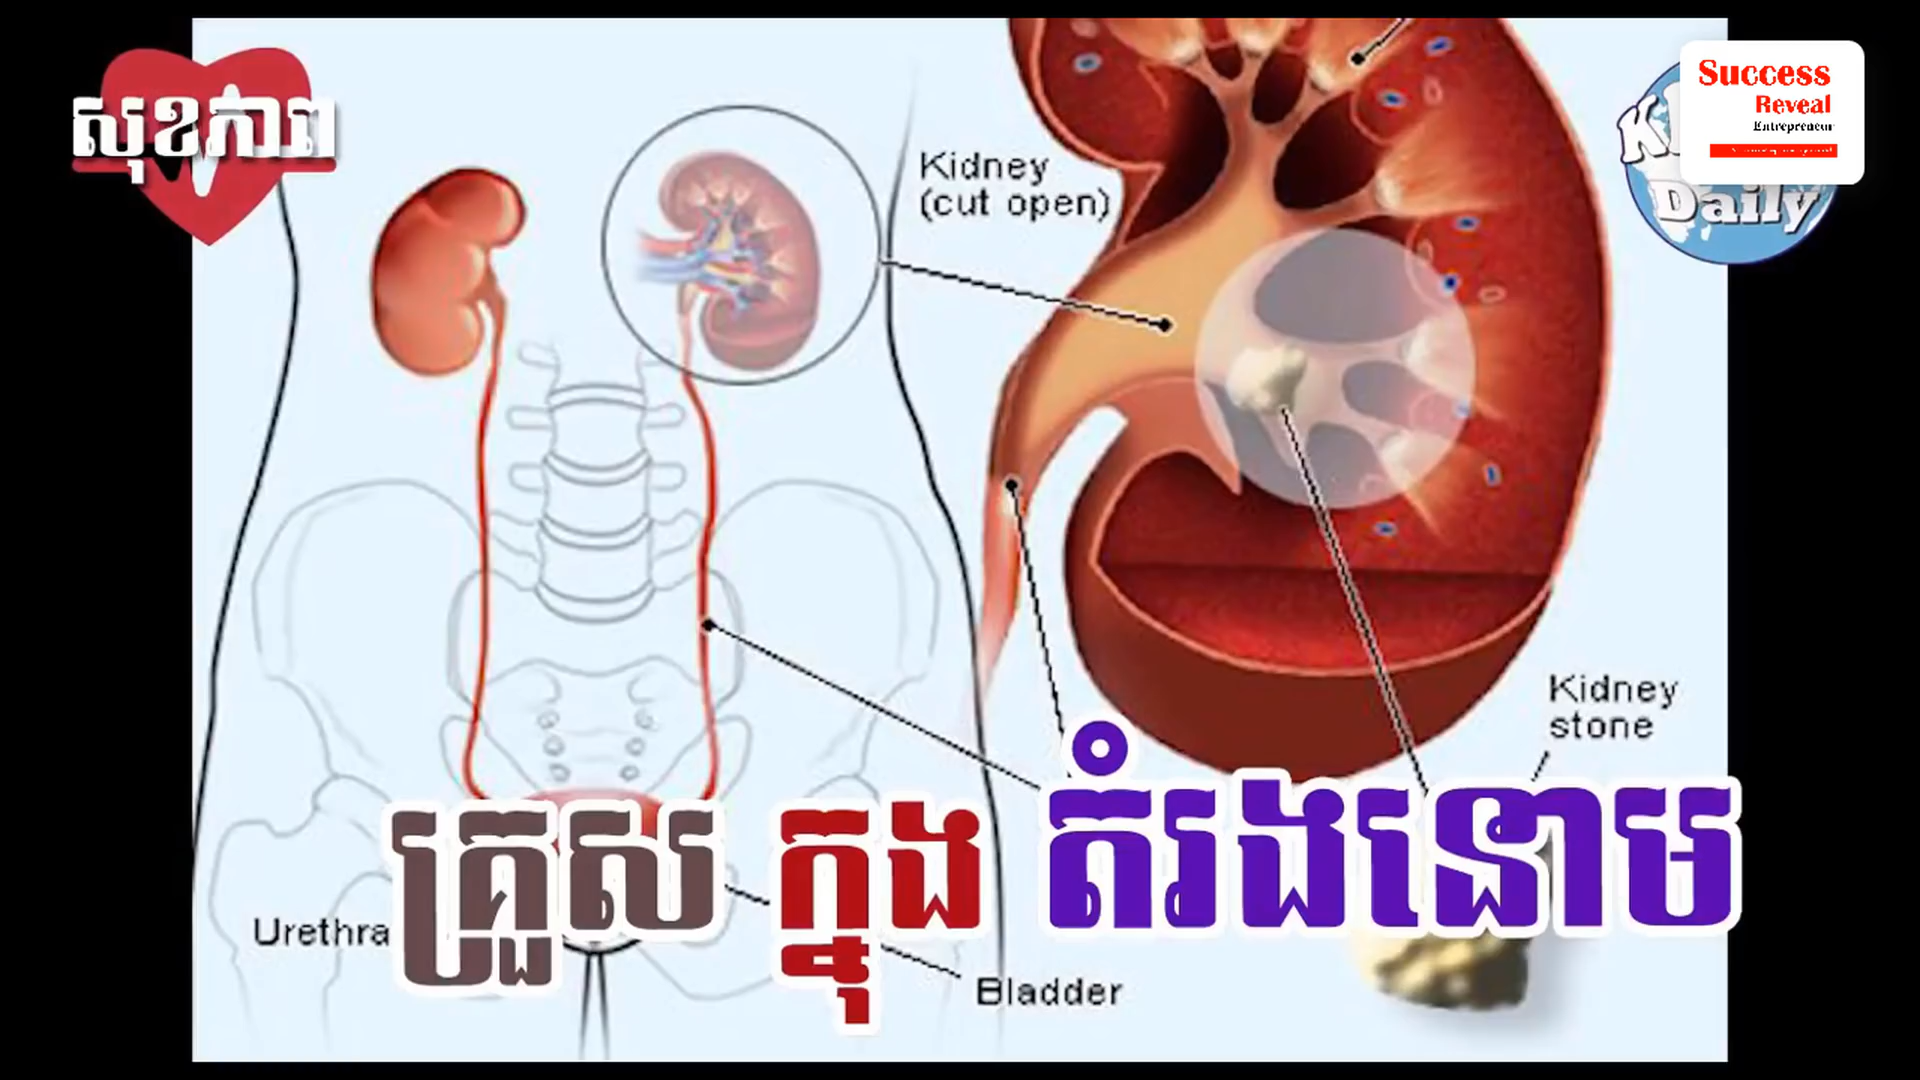 សុខភាព
Success
Reveal
Entrepreneur
Daily
Kidney
(cut open)
Kidney
stone
គ្រួស ក្នុង តំរងនោម
Urethra
Bladder